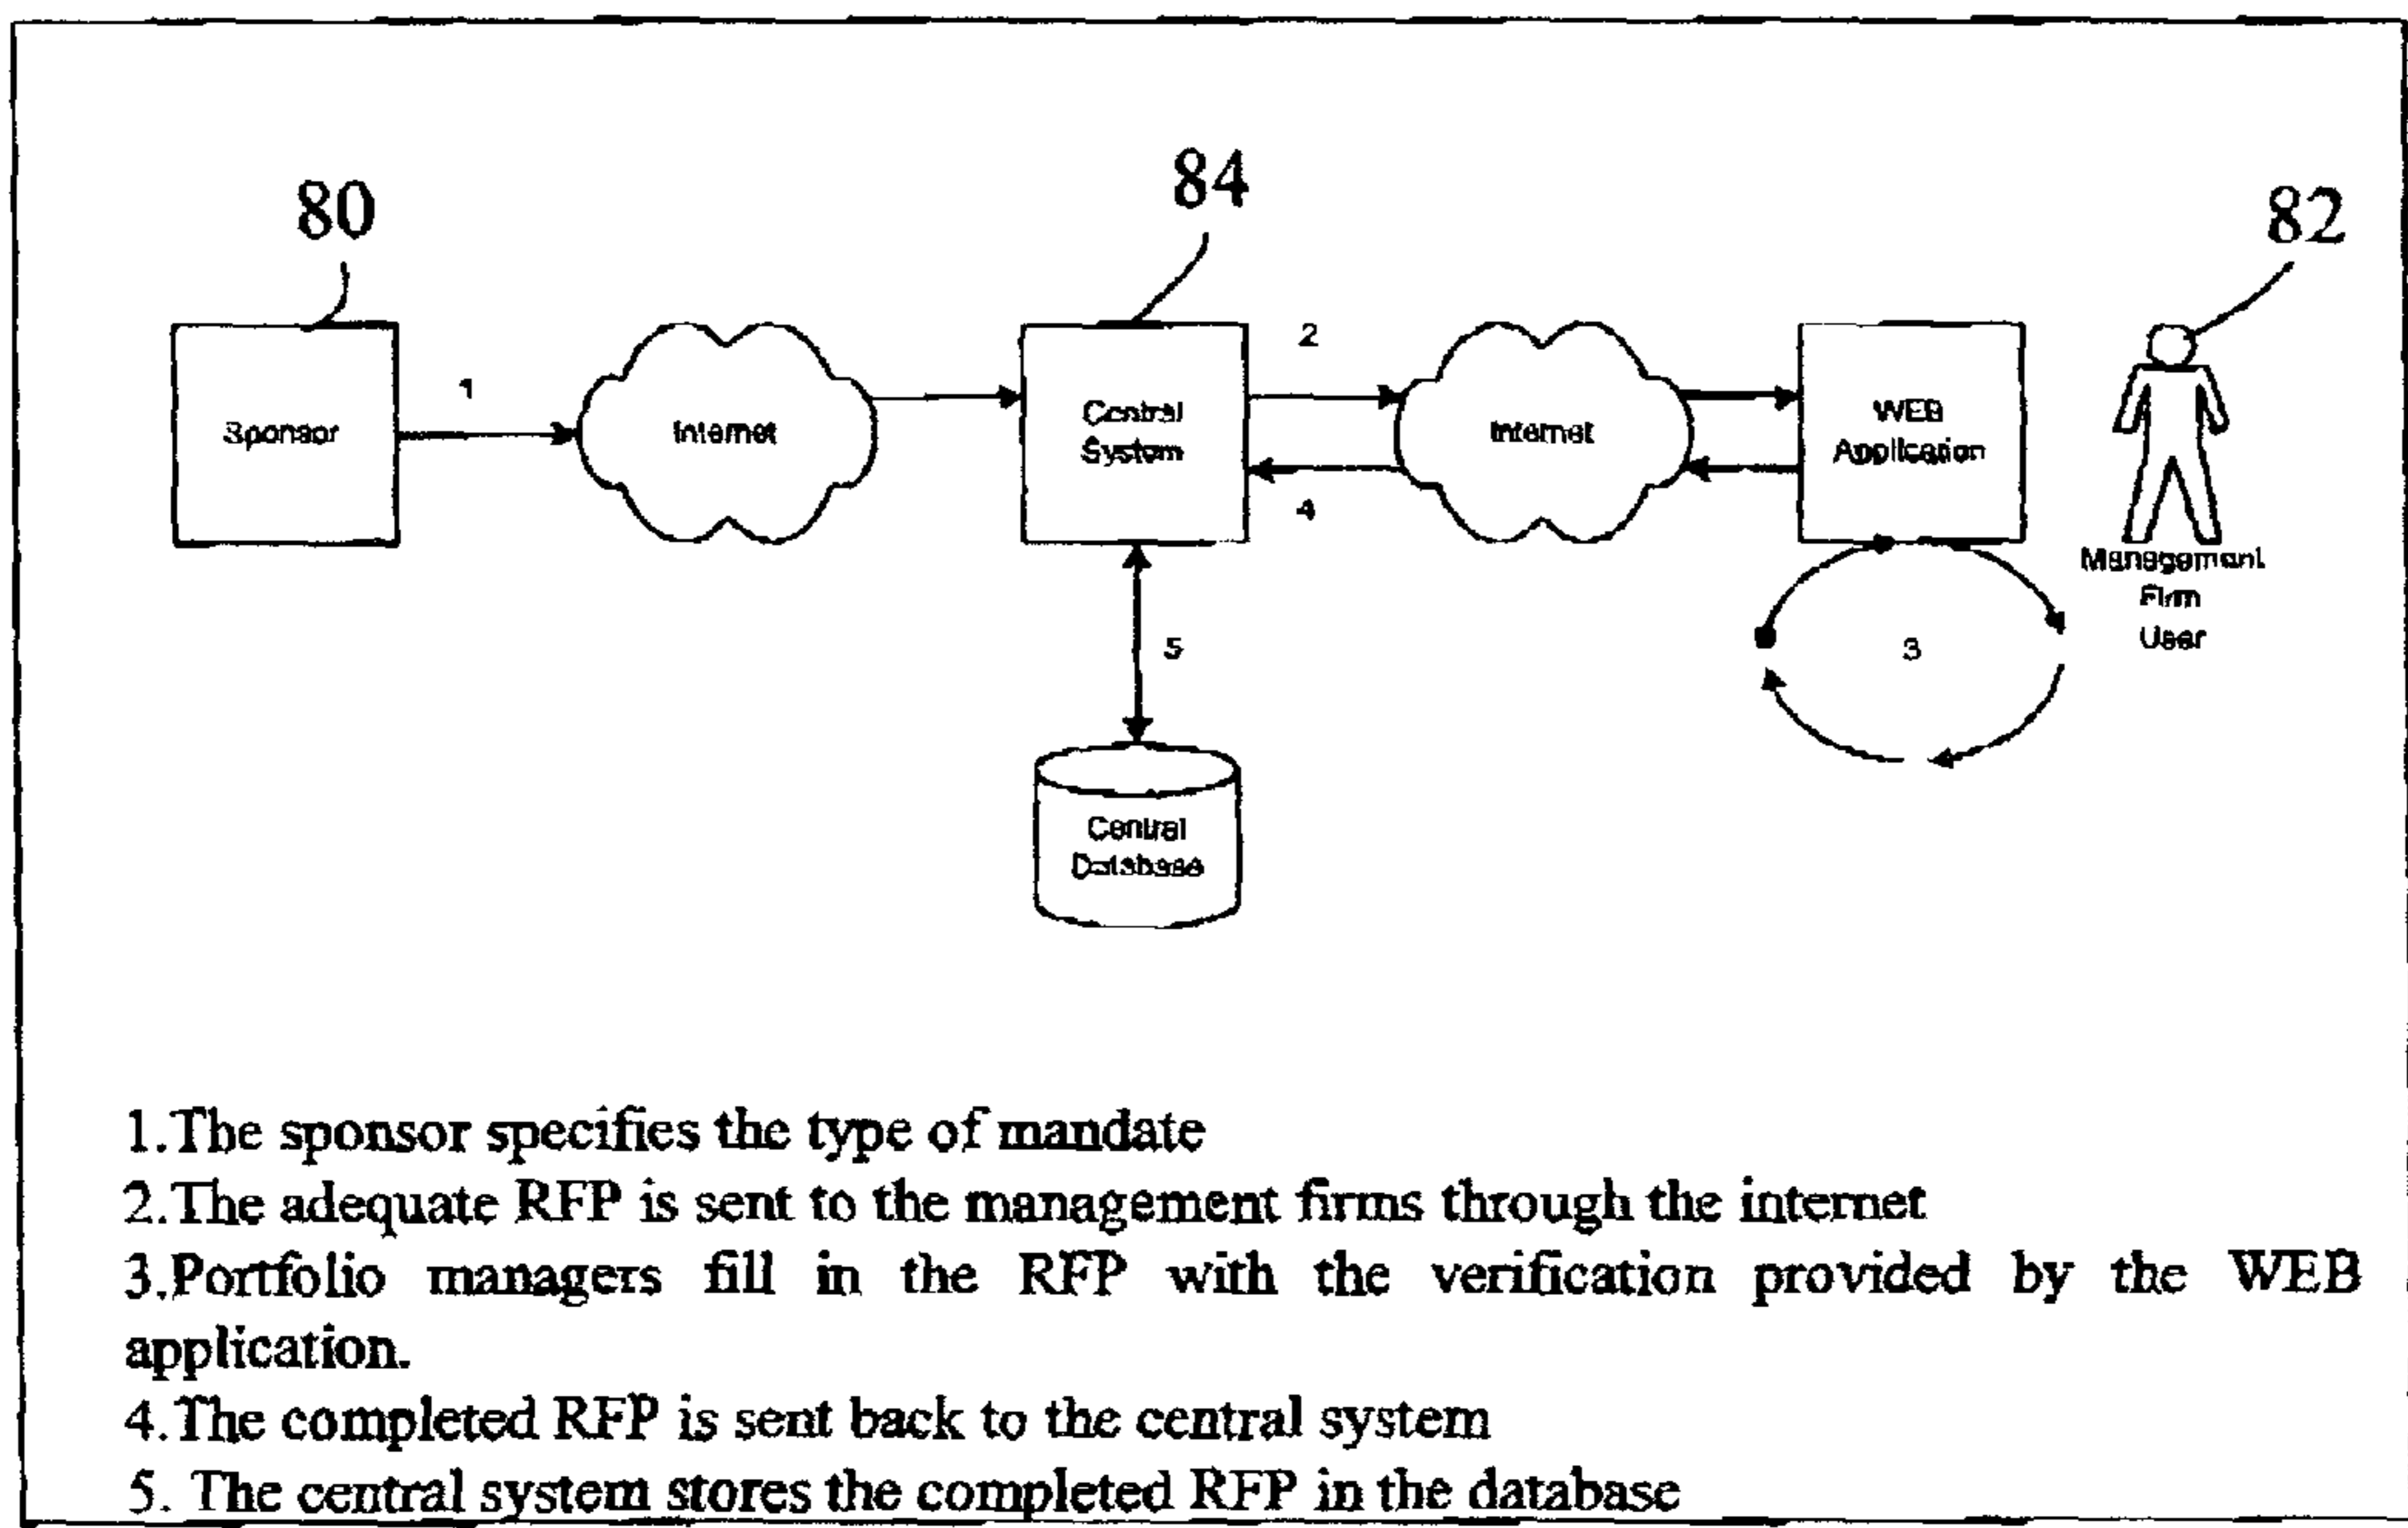 80
84
82
1
2
Sponsor
Internet
Central
System
Internet
WEB
Application
4
Management
Firm
User
5
3
Central
Database
1.The sponsor specifies the type of mandate
2.The adequate RFP is sent to the management firms through the internet
3.Portfolio managers fill in the RFP with the verification provided by the WEB
application.
4.The completed RFP is sent back to the central system
5. The central system stores the completed RFP in the database